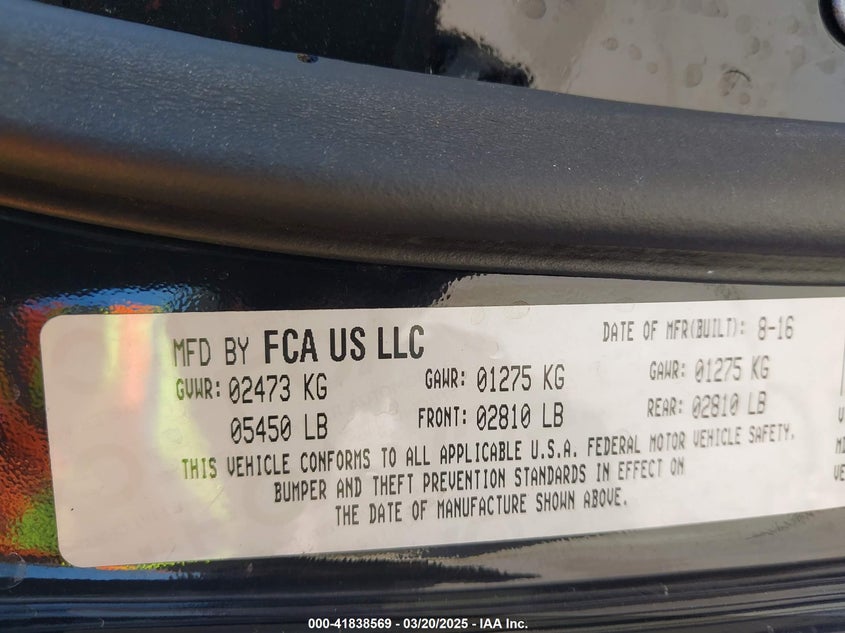 MFD BY FCA US LLC DATE OF MFR(BUILT): 8-16
GVWR: 02473 KG GAWR: 01275 KG GAWR: 01275 KG
05450 LB FRONT: 02810 LB REAR: 02810 LB
THIS VEHICLE CONFORMS TO ALL APPLICABLE U.S.A. FEDERAL MOTOR VEHICLE SAFETY,
BUMPER AND THEFT PREVENTION STANDARDS IN EFFECT ON
THE DATE OF MANUFACTURE SHOWN ABOVE.
000-41838569 - 03/20/2025 - IAA Inc.